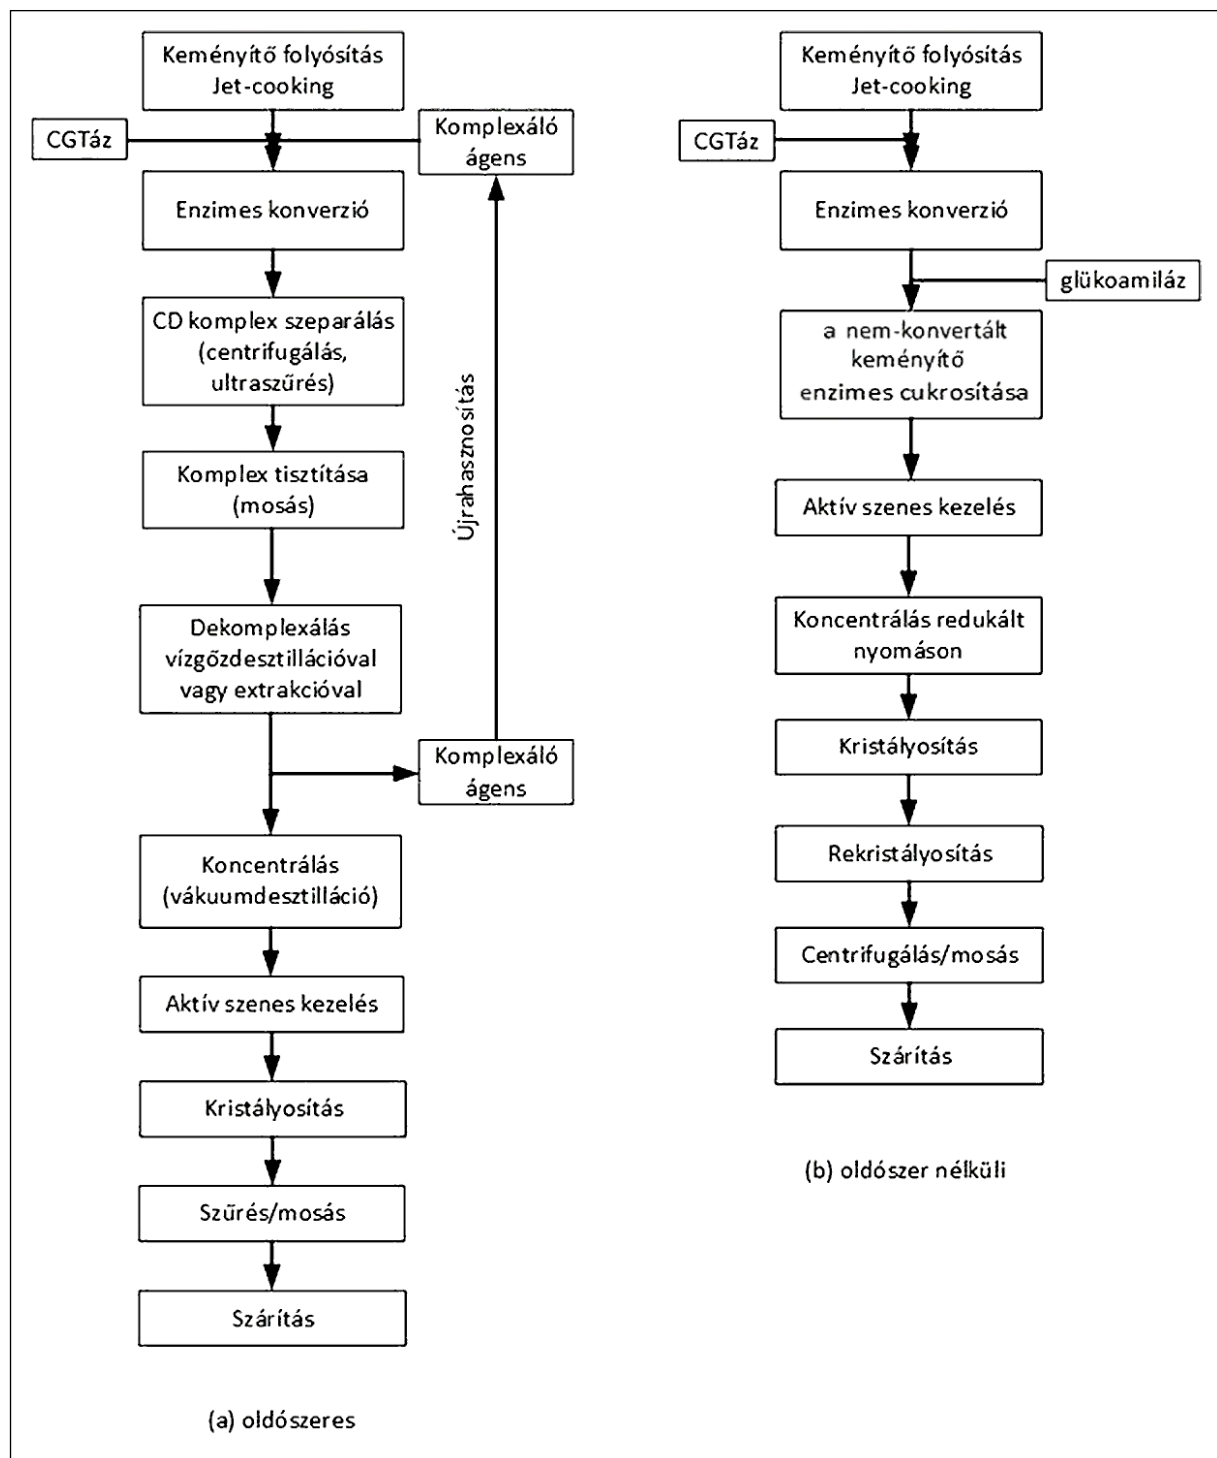 Keményítő folyósítás
Jet-cooking
CGTáz
Komplexáló
ágens
Enzimes konverzió
CD komplex szeparálás
(centrifugálás,
ultraszűrés)
Komplex tisztítása
(mosás)
Újrahasznosítás
Dekomplexálás
vízgőzdesztillációval
vagy extrakcióval
Komplexáló
ágens
Koncentrálás
(vákuumdesztilláció)
Aktív szenes kezelés
Kristályosítás
Szűrés/mosás
Szárítás
(a) oldószeres
Keményítő folyósítás
Jet-cooking
CGTáz
Enzimes konverzió
glükoamiláz
a nem-konvertált
keményítő
enzimes cukrosítása
Aktív szenes kezelés
Koncentrálás redukált
nyomáson
Kristályosítás
Rekristályosítás
Centrifugálás/mosás
Szárítás
(b) oldószer nélküli